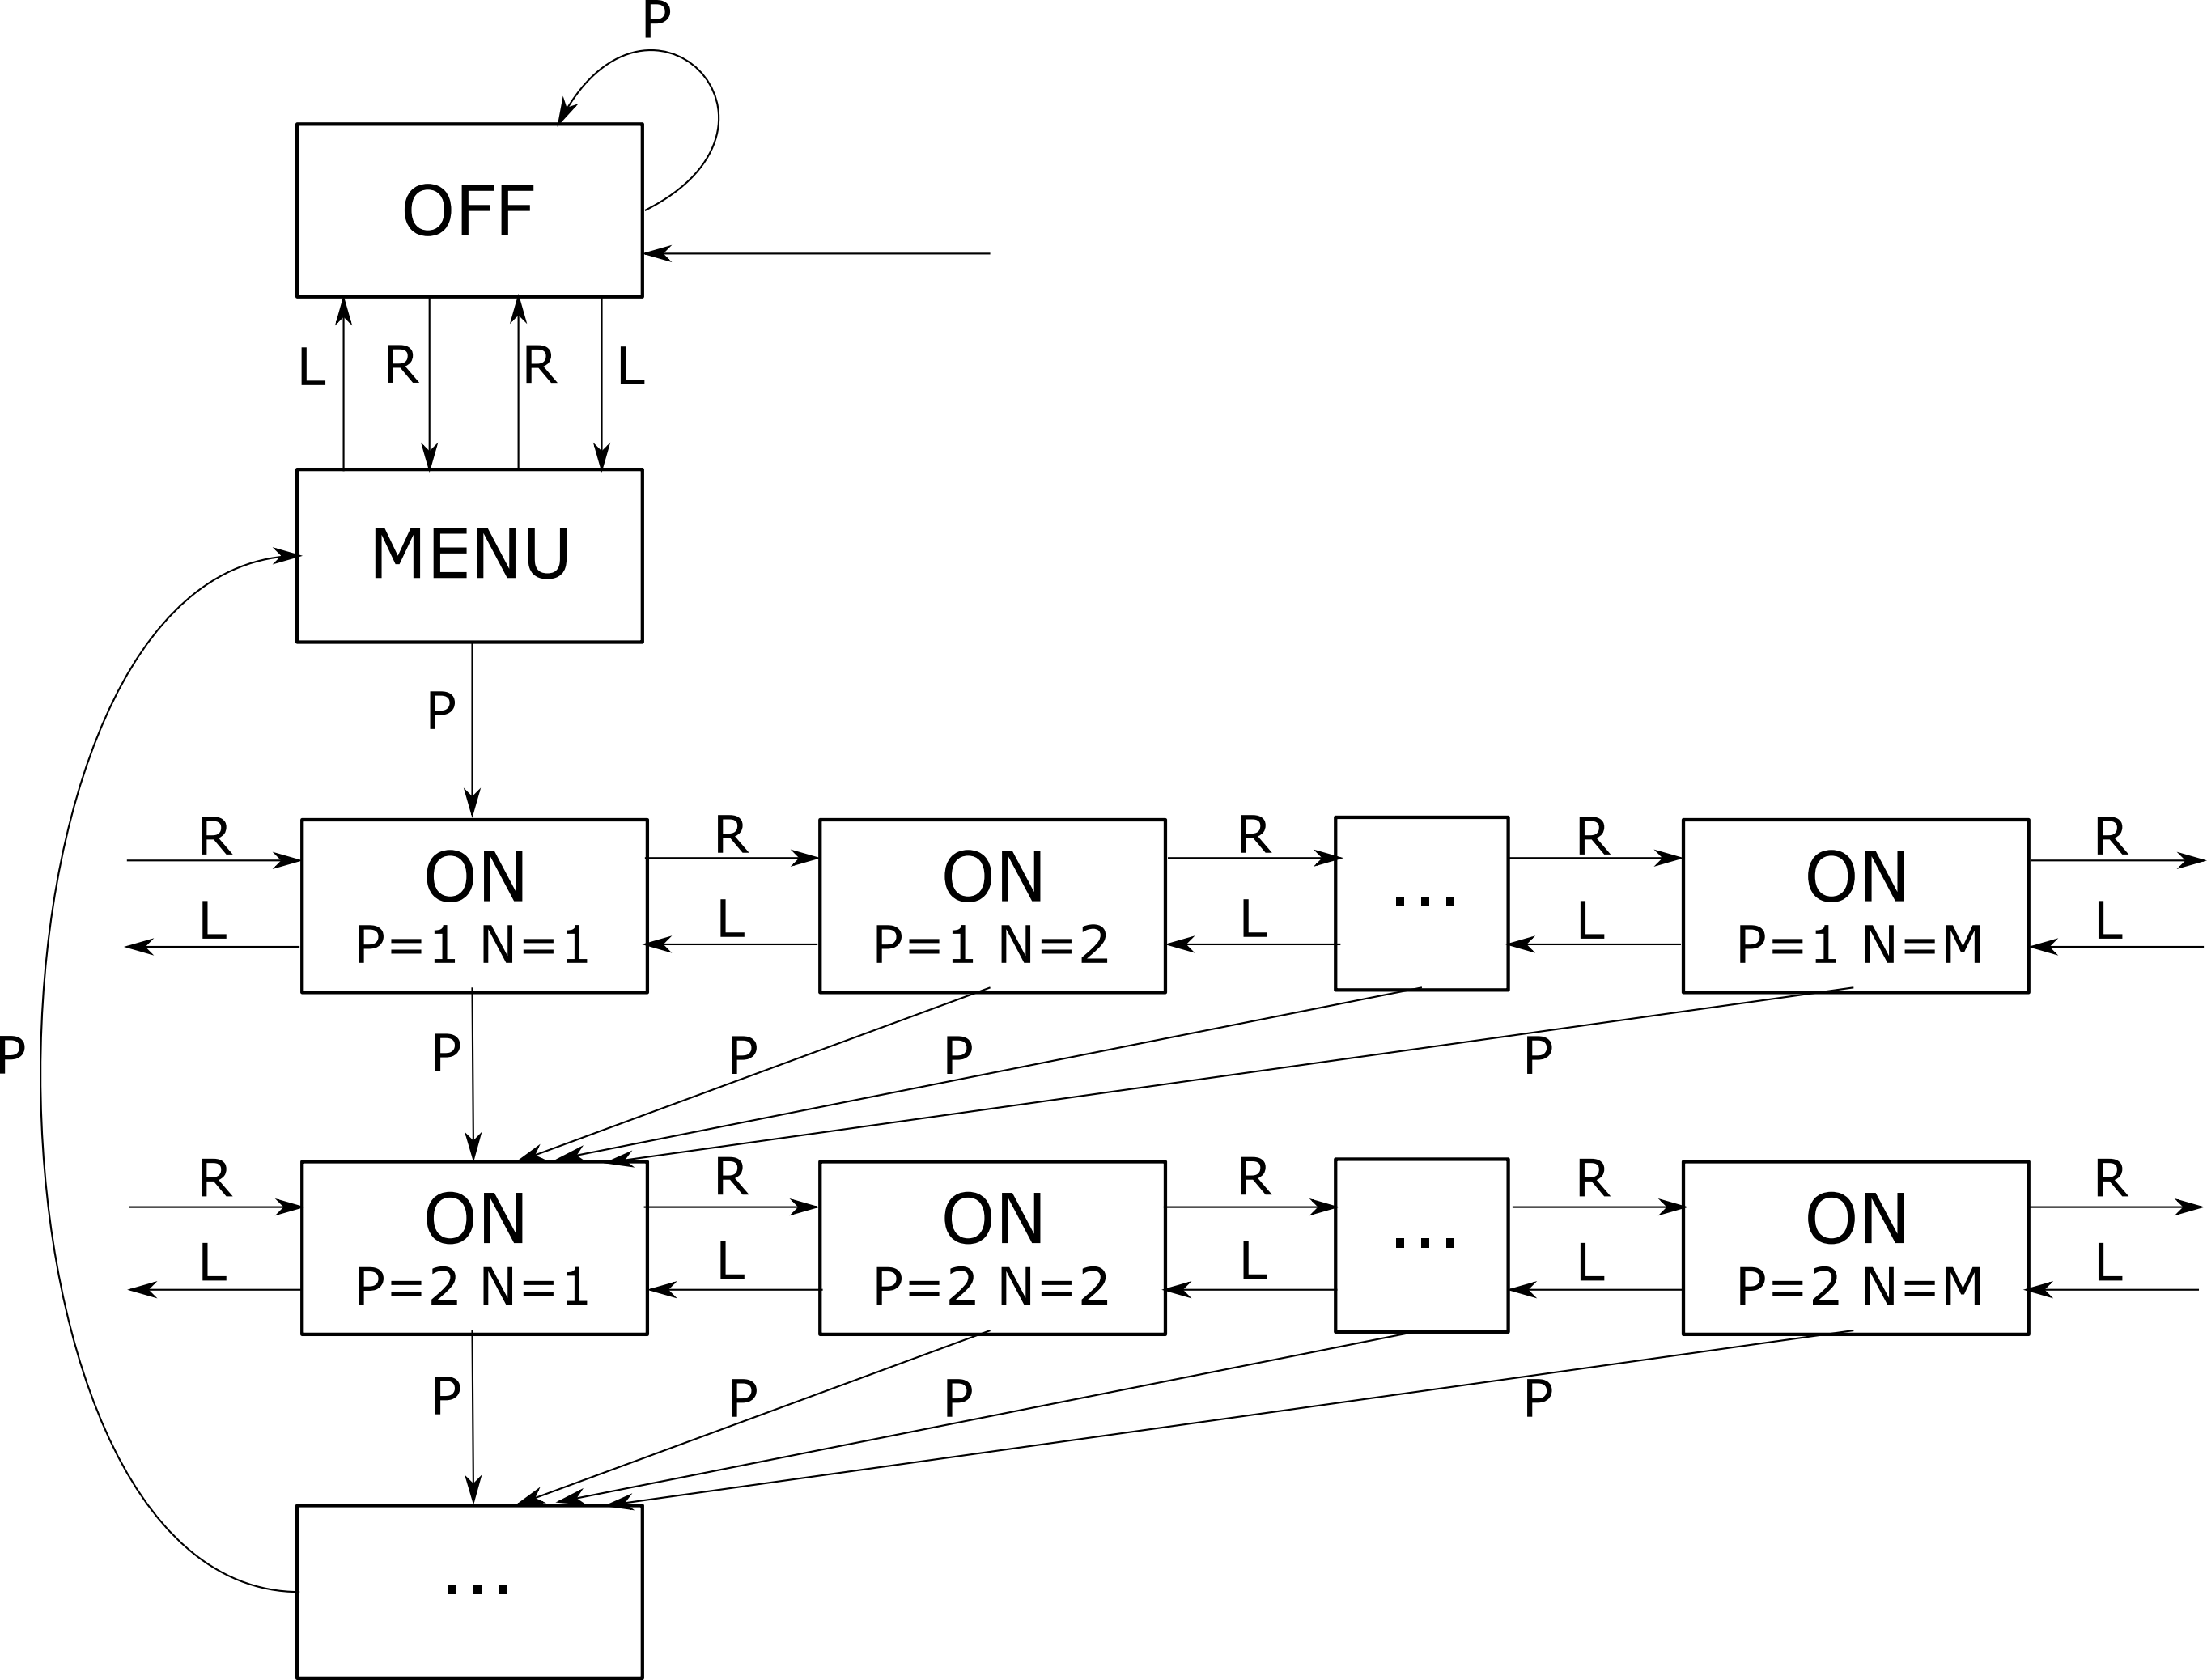 P
OFF
L R R L
MENU
P
R R R R R
ON ON ... ON
L L L L L
P=1 N=1 P=1 N=2 P=1 N=M
P P P P P
R R R R R
ON ON ... ON
L L L L L
P=2 N=1 P=2 N=2 P=2 N=M
P P P P
...